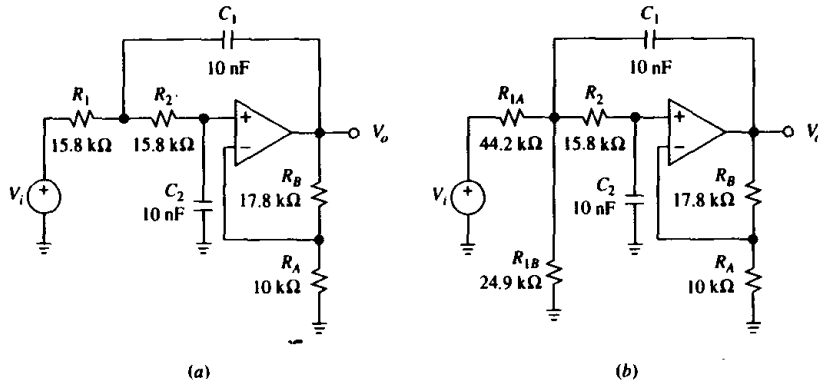 C1
10 nF
R1
15.8 kΩ
R2
15.8 kΩ
+
−
Vo
Vi
+
C2
10 nF
RB
17.8 kΩ
RA
10 kΩ
(a)
C1
10 nF
R1A
44.2 kΩ
R2
15.8 kΩ
+
−
Vi
+
C2
10 nF
RB
17.8 kΩ
R1B
24.9 kΩ
RA
10 kΩ
(b)